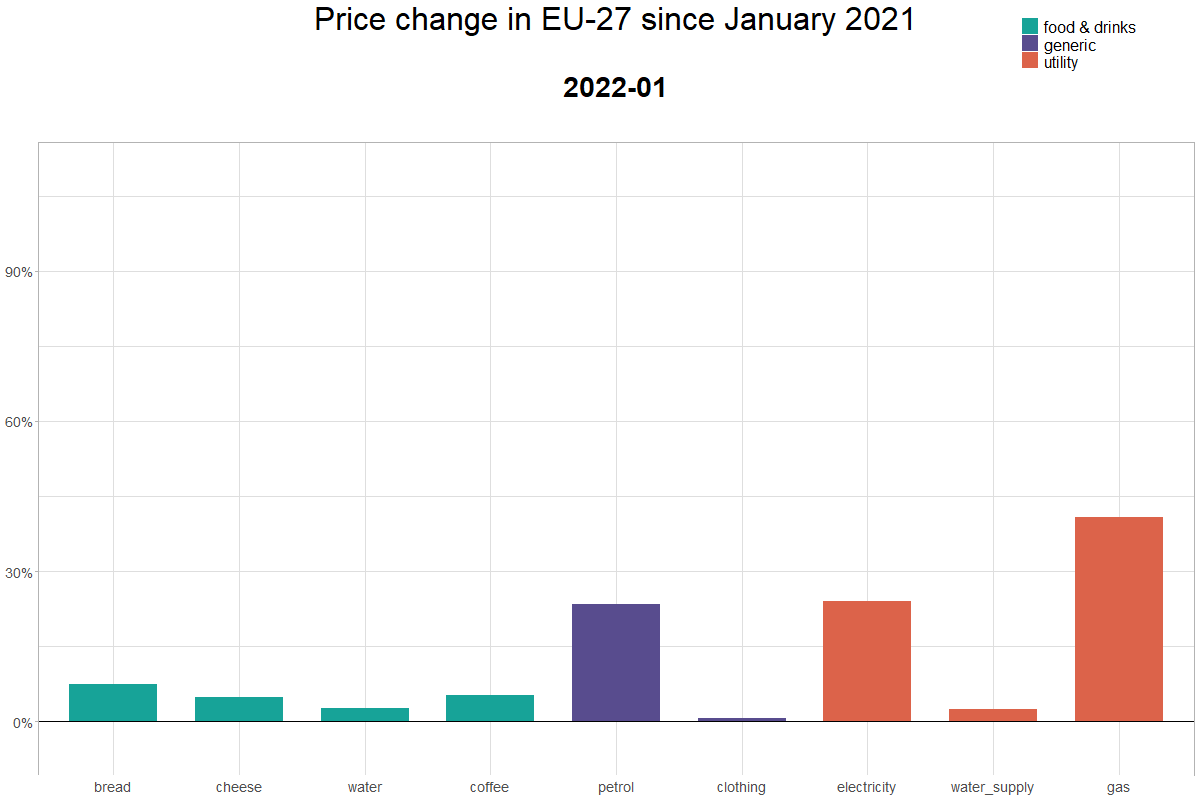 Price change in EU-27 since January 2021
food & drinks
generic
utility
2022-01
90%
60%
30%
0%
bread cheese water coffee petrol clothing electricity water_supply gas